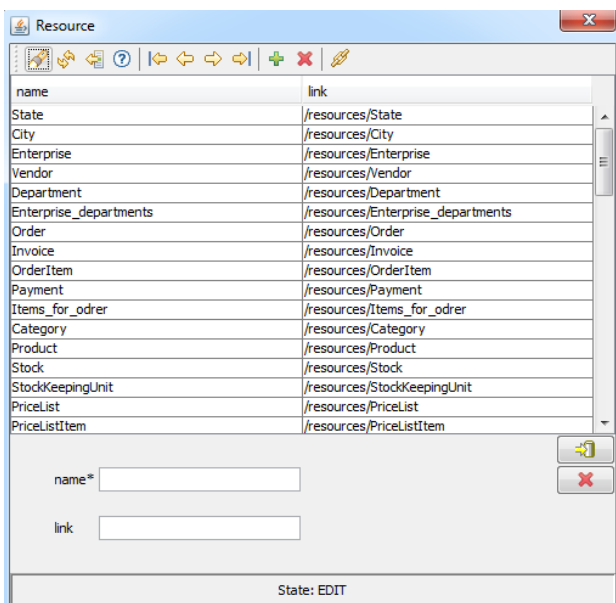 Resource
name link
State /resources/State
City /resources/City
Enterprise /resources/Enterprise
Vendor /resources/Vendor
Department /resources/Department
Enterprise_departments /resources/Enterprise_departments
Order /resources/Order
Invoice /resources/Invoice
OrderItem /resources/OrderItem
Payment /resources/Payment
Items_for_odrer /resources/Items_for_odrer
Category /resources/Category
Product /resources/Product
Stock /resources/Stock
StockKeepingUnit /resources/StockKeepingUnit
PriceList /resources/PriceList
PriceListItem /resources/PriceListItem
name*
link
State: EDIT